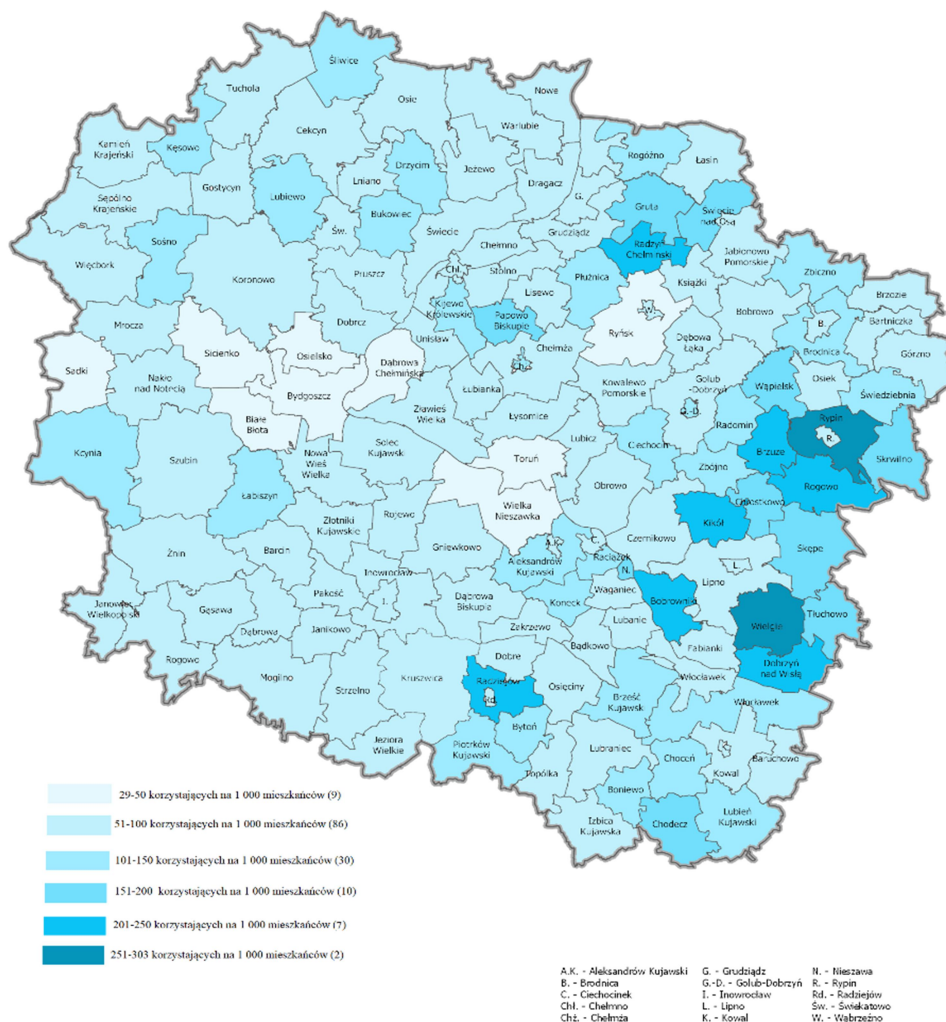 Śliwice
Tuchola
Osie
Nowe
Warlubie
Cekcyn
Kamień
Krajeński
Kęsowo
Drzycim
Jeżewo
Rogóźno
Łasin
Lniano
Dragacz
Gostycyn
Lubiewo
G.
Sępólno
Krajeńskie
Gruta
Bukowiec
Świecie
nad Osą
Sośno
Św.
Świecie
Grudziądz
Radzyń
Chełmiński
Jabłonowo
Pomorskie
Więcbork
Chełmno
Zbiczno
Koronowo
Pruszcz
Chł.
Stolno
Płużnica
Książki
Lisewo
Brzozie
Kijewo
Królewskie
W.
Bobrowo
Bartniczka
Mrocza
Dobrcz
Papowo
Biskupie
B.
Ryńsk
Unisław
Dębowa
Łąka
Sicienko
Osielsko
Chełmża
Brodnica
Górzno
Dąbrowa
Chełmińska
Chż.
Sadki
Nakło
nad Notecią
Golub
-Dobrzyń
Osiek
Bydgoszcz
Łubianka
Kowalewo
Pomorskie
Wąpielsk
Świedziebnia
Białe
Błota
Zławieś
Wielka
Łysomice
G.-D.
Radomin
Rypin
R.
Solec
Kujawsk
Lubicz
Ciechocin
Kcynia
Szubin
Nowa
Wieś
Wielka
Toruń
Brzuze
Skrwilno
Zbójno
Łabiszyn
Obrowo
Rogowo
Wielka
Nieszawka
Chrostkowo
Złotniki
Kujawskie
Rojewo
Kikół
Czernikowo
Żnin
Barcin
Gniewkowo
A.K.
C.
Skępe
Aleksandrów
Kujawski
Raciążek
L.
Inowrocław
N.
Lipno
Pakość
Dąbrowa
Biskupia
Waganiec
Bobrowniki
Janowiec
Wielkopolski
Gąsawa
I.
Koneck
Tłuchowo
Lubanie
Wielgie
Dąbrowa
Janikowo
Zakrzewo
Fabianki
Rogowo
Dobre
Bądkowo
Dobrzyń
nad Wisłą
Mogilno
Kruszwica
Radziejów
Włocławek
Strzelno
Rd.
Osięciny
Brześć
Kujawsk
Włocławek
Bytoń
Jeziora
Wielkie
Piotrków
Kujawski
Lubraniec
Choceń
Baruchowo
Topólka
Kowal
Boniewo
Izbica
Kujawska
Chodecz
Lubień
Kujawski
29-50 korzystających na 1 000 mieszkańców (9)
51-100 korzystających na 1 000 mieszkańców (86)
101-150 korzystających na 1 000 mieszkańców (30)
151-200 korzystających na 1 000 mieszkańców (10)
201-250 korzystających na 1 000 mieszkańców (7)
251-303 korzystających na 1 000 mieszkańców (2)
A.K. - Aleksandrów Kujawski
B. - Brodnica
C. - Ciechocinek
Chł. - Chełmno
Chż. - Chełmża
G. - Grudziądz
G.-D. - Golub-Dobrzyń
I. - Inowrocław
L. - Lipno
K. - Kowal
N. - Nieszawa
R. - Rypin
Rd. - Radziejów
Św. - Świekatowo
W. - Wąbrzeźno